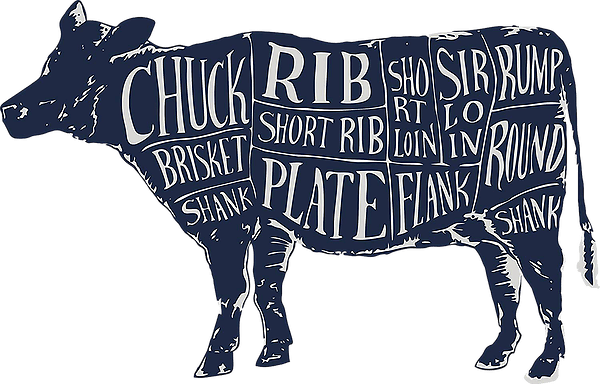 CHUCK
BRISKET
SHANK
RIB
SHORT RIB
PLATE
SHO
RT
LOIN
FLANK
SIR
LO
IN
RUMP
ROUND
SHANK